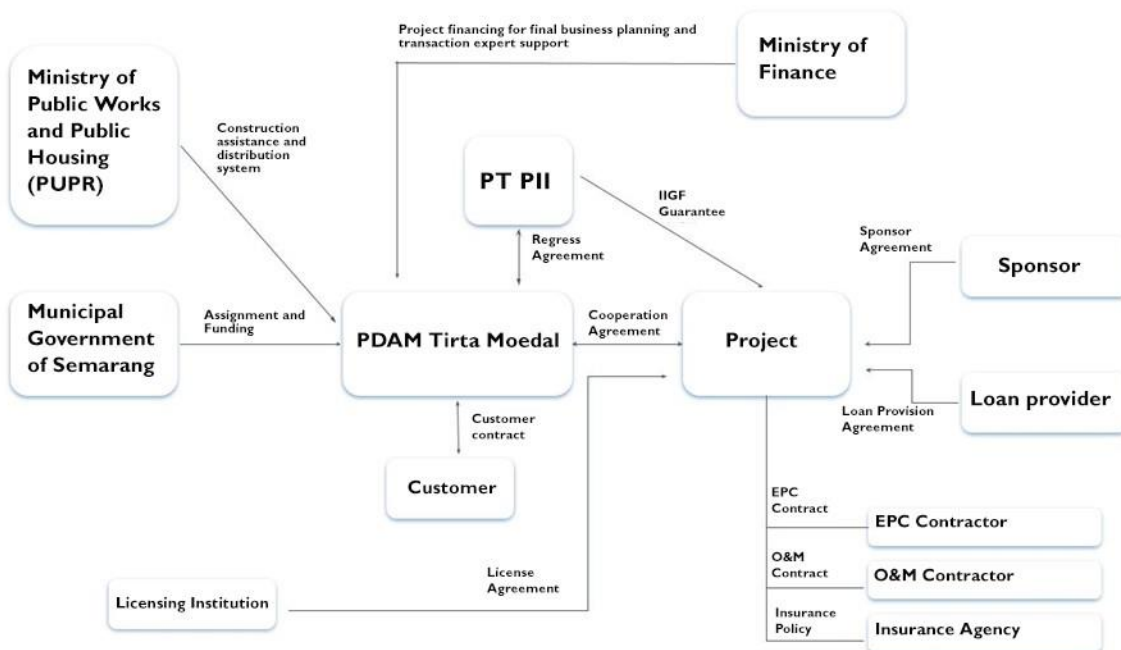 Project financing for final business planning and
transaction expert support
Ministry of
Finance
Ministry of
Public Works
and Public
Housing
(PUPR)
Construction
assistance and
distribution
system
PT PII
IIGF
Guarantee
Regress
Agreement
Sponsor
Agreement
Sponsor
Municipal
Government
of Semarang
Assignment and
Funding
PDAM Tirta Moedal
Cooperation
Agreement
Project
Loan provider
Loan Provision
Agreement
Customer
contract
Customer
EPC
Contract
EPC Contractor
O&M
Contract
O&M Contractor
License
Agreement
Licensing Institution
Insurance
Policy
Insurance Agency